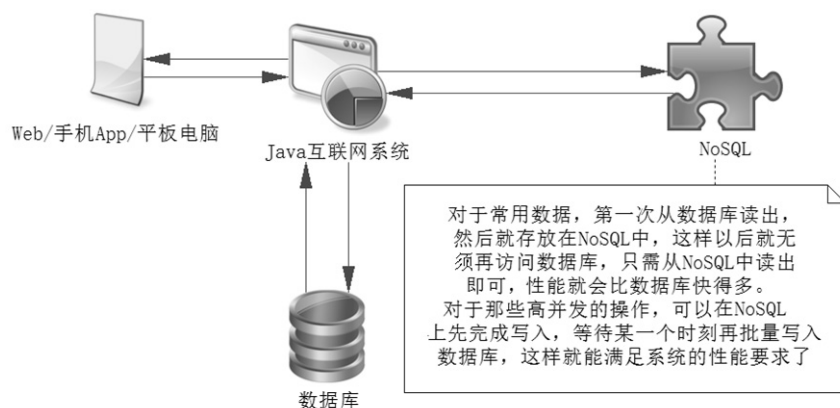 Web/手机App/平板电脑
Java互联网系统
NoSQL
对于常用数据，第一次从数据库读出，
然后就存放在NoSQL中，这样以后就无
须再访问数据库，只需从NoSQL中读出
即可，性能就会比数据库快得多。
对于那些高并发的操作，可以在NoSQL
上先完成写入，等待某一个时刻再批量写入
数据库，这样就能满足系统的性能要求了
数据库